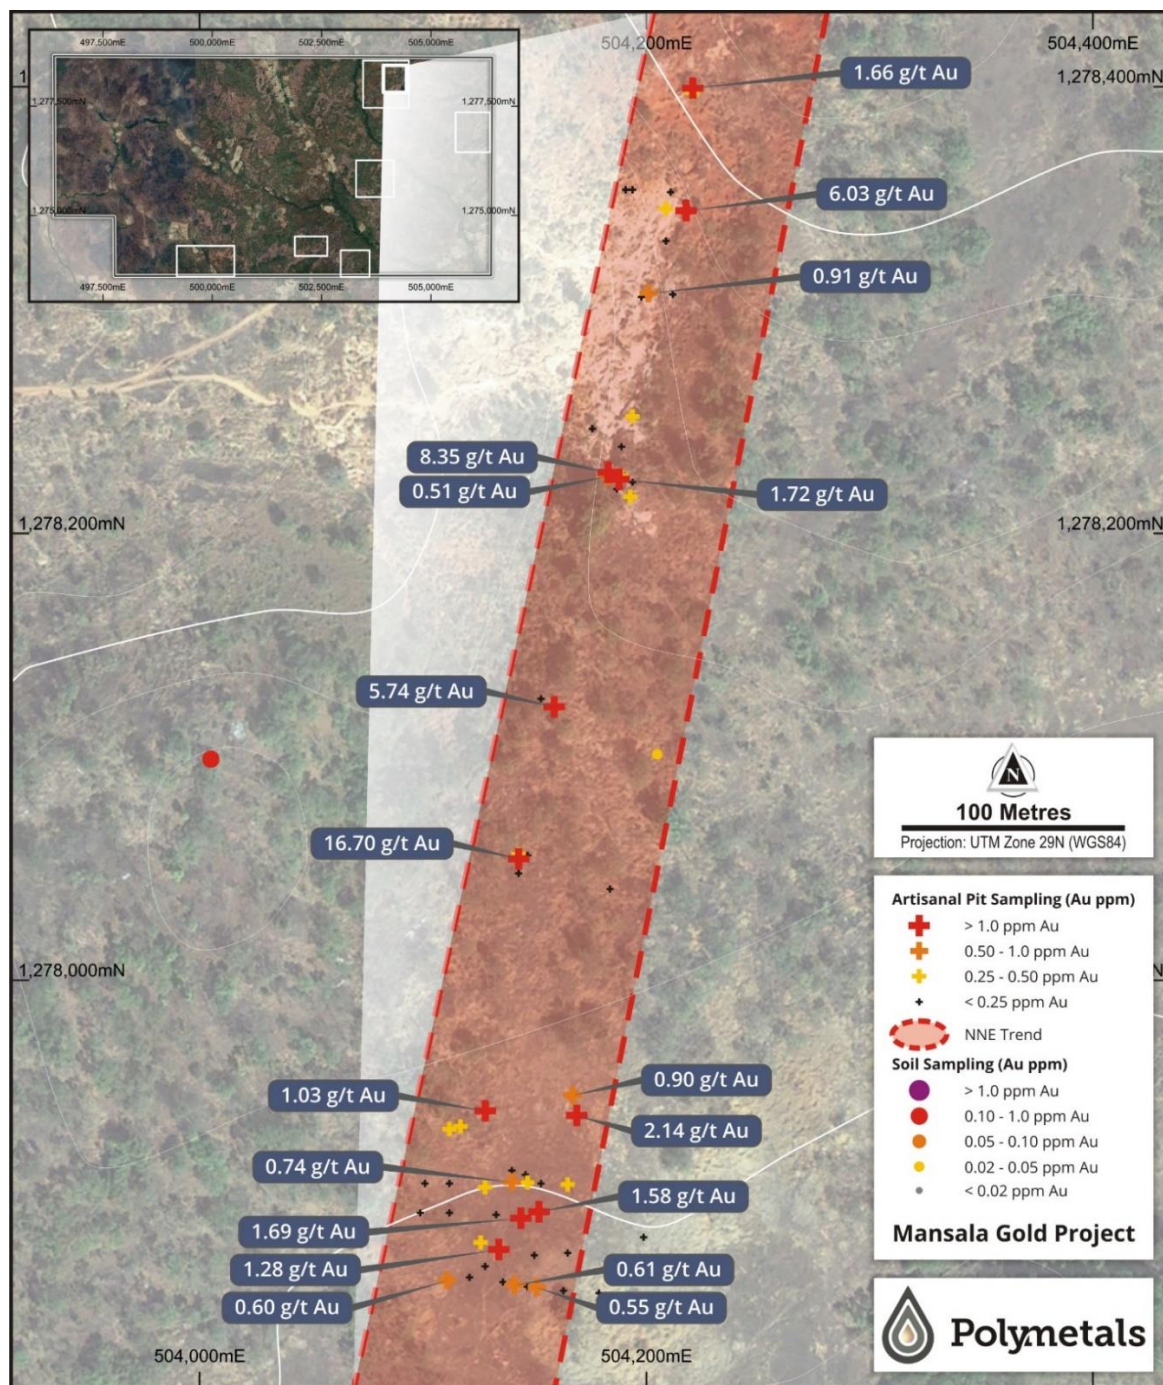 497,500mE 500,000mE 502,500mE 505,000mE
1,277,500mN 1,277,500mN
1,275,000mN 1,275,000mN
497,500mE 500,000mE 502,500mE 505,000mE
504,200mE 504,400mE
1,278,400mN
1.66 g/t Au
6.03 g/t Au
0.91 g/t Au
8.35 g/t Au
0.51 g/t Au
1.72 g/t Au
1,278,200mN 1,278,200mN
5.74 g/t Au
16.70 g/t Au
1,278,000mN
0.90 g/t Au
1.03 g/t Au
2.14 g/t Au
0.74 g/t Au
1.58 g/t Au
1.69 g/t Au
1.28 g/t Au
0.61 g/t Au
0.60 g/t Au
0.55 g/t Au
504,000mE 504,200mE
N
100 Metres
Projection: UTM Zone 29N (WGS84)
Artisanal Pit Sampling (Au ppm)
> 1.0 ppm Au
0.50 - 1.0 ppm Au
0.25 - 0.50 ppm Au
< 0.25 ppm Au
NNE Trend
Soil Sampling (Au ppm)
> 1.0 ppm Au
0.10 - 1.0 ppm Au
0.05 - 0.10 ppm Au
0.02 - 0.05 ppm Au
< 0.02 ppm Au
Mansala Gold Project
Polymetals